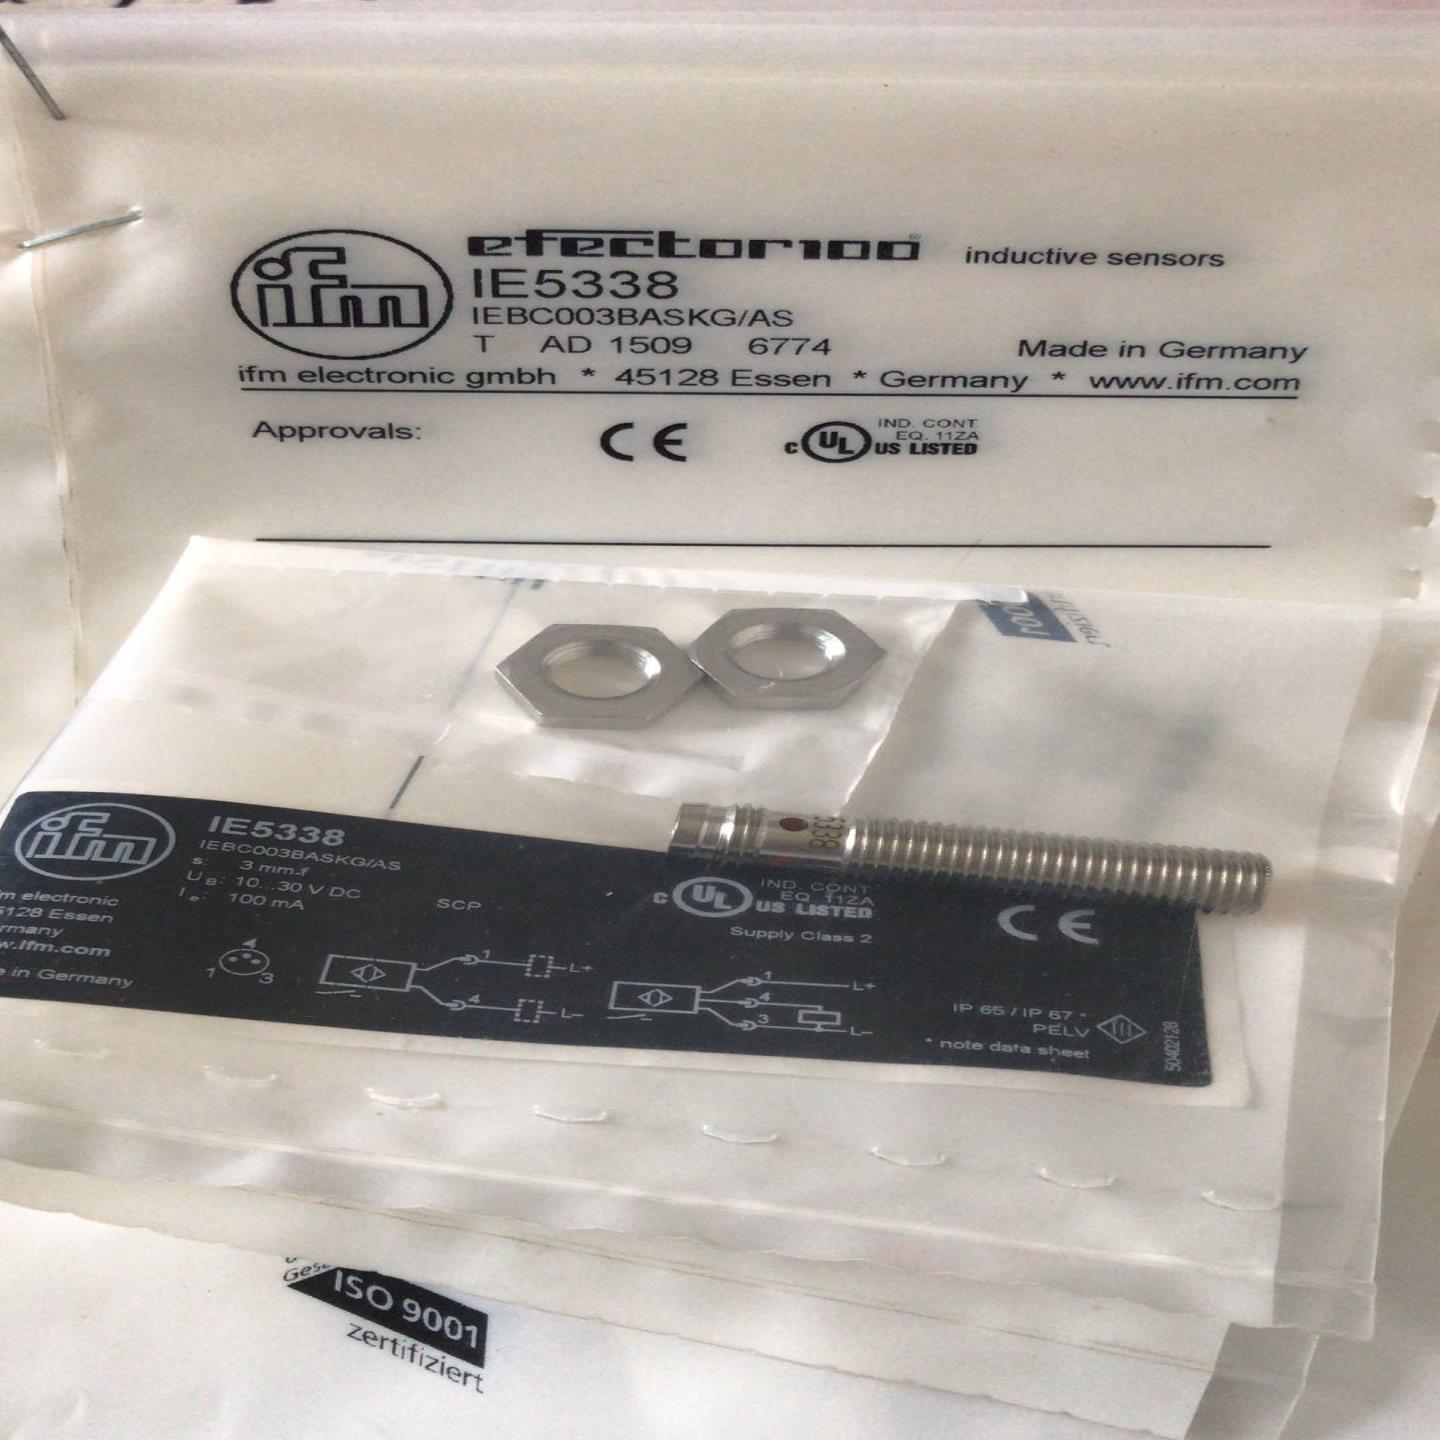 ifm
efector100®
inductive sensors
IE5338
IEBC003BASKG/AS
T AD 1509 6774
Made in Germany
ifm electronic gmbh * 45128 Essen * Germany * www.ifm.com
Approvals:
CE
c UL US LISTED
IND. CONT
EQ. 11ZA
5338
ifm
IE5338
IEBC003BASKG/AS
s: 3 mm-f
UB: 10...30 V DC
Ie: 100 mA
SCP
electronic
Essen
.ifm.com
in Germany
c UL US LISTED
IND. CONT
EQ. 11ZA
Supply Class 2
CE
4
1
3
1
L+
4
L–
1
L+
4
3
L–
IP 65 / IP 67 *
PELV
* note data sheet
50402128
ISO 9001
zertifiziert